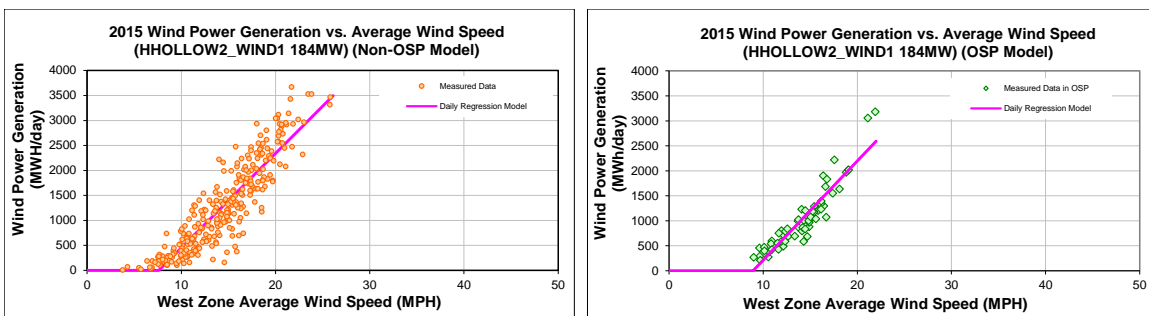 2015 Wind Power Generation vs. Average Wind Speed
(HHOLLOW2_WIND1 184MW) (Non-OSP Model)
Wind Power Generation
(MWH/day)
4000
3500
3000
2500
2000
1500
1000
500
0
Measured Data
Daily Regression Model
0 10 20 30 40 50
West Zone Average Wind Speed (MPH)
2015 Wind Power Generation vs. Average Wind Speed
(HHOLLOW2_WIND1 184MW) (OSP Model)
Wind Power Generation
(MWh/day)
4000
3500
3000
2500
2000
1500
1000
500
0
Measured Data in OSP
Daily Regression Model
0 10 20 30 40 50
West Zone Average Wind Speed (MPH)